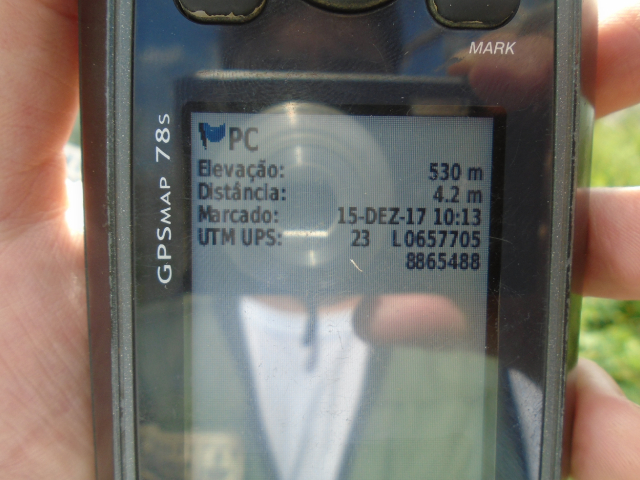 MARK
GPSMAP 78s
PC
Elevação: 530 m
Distância: 4.2 m
Marcado: 15-DEZ-17 10:13
UTM UPS: 23 L 0657705
8865488